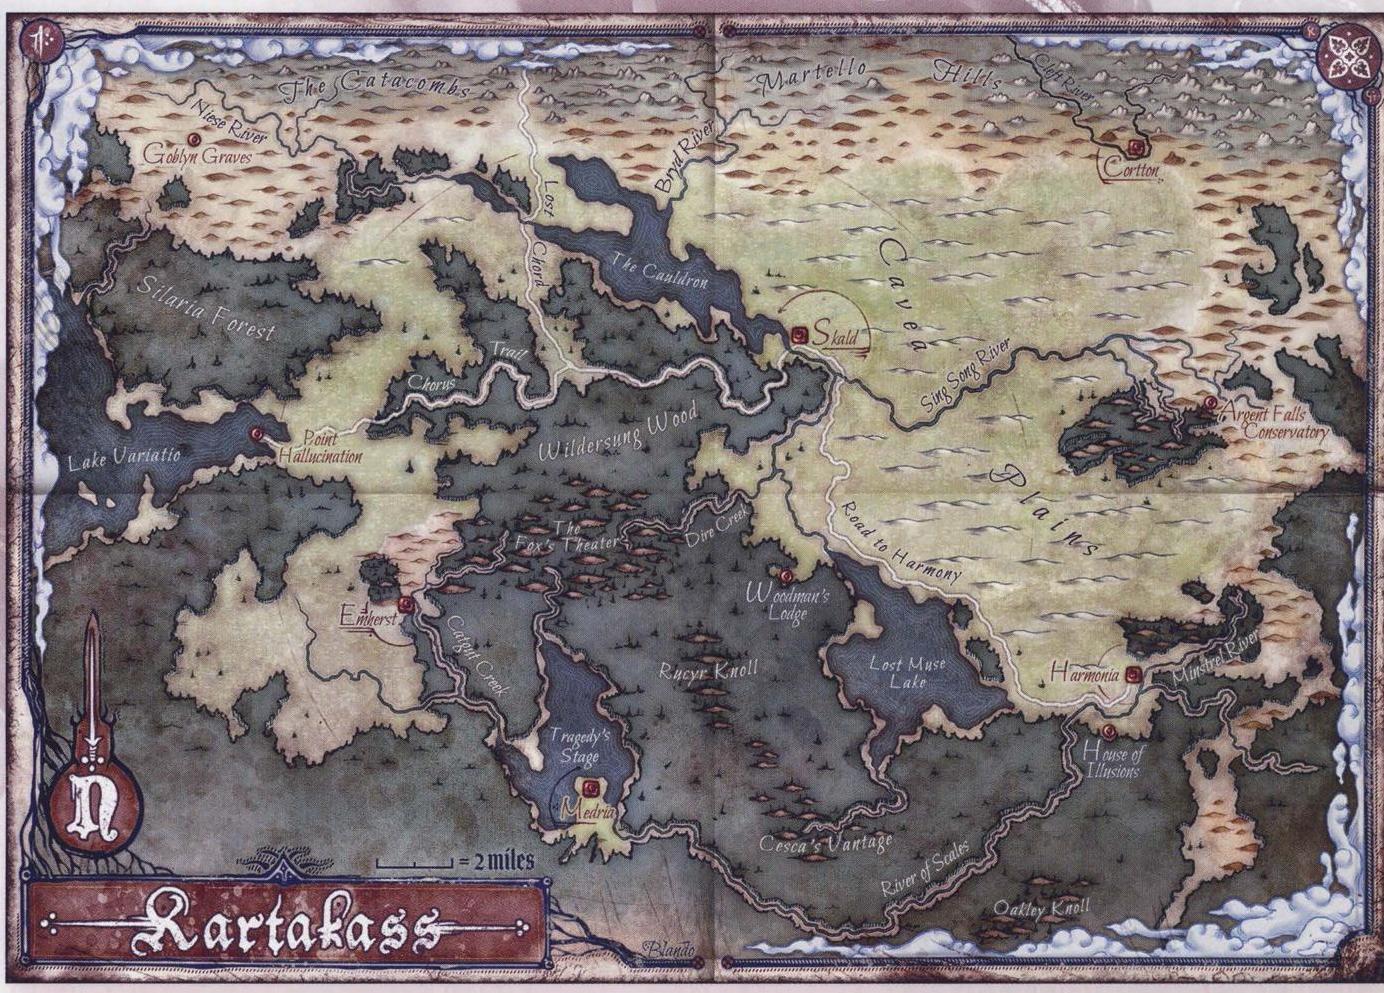 The Catacombs
Martello Hills
Cleft River
Nlese River
Goblyn Graves
Bryd River
Cortton
Lost
Chord
The Cauldron
Cavea
Silaria Forest
Skald
Trail
Chorus
Sing Song River
Wildersung Wood
Argent Falls
Conservatory
Point
Hallucination
Lake Variatio
Plains
The
Fox's Theater
Dire Creek
Road to Harmony
Emherst
Catgut Creek
Woodman's
Lodge
Rucyr Knoll
Lost Muse
Lake
Harmonia
Minstrel River
Tragedy's
Stage
House of
Illusions
Medria
Cesca's Vantage
River of Scales
Oakley Knoll
n
= 2 miles
Kartakass
Blando